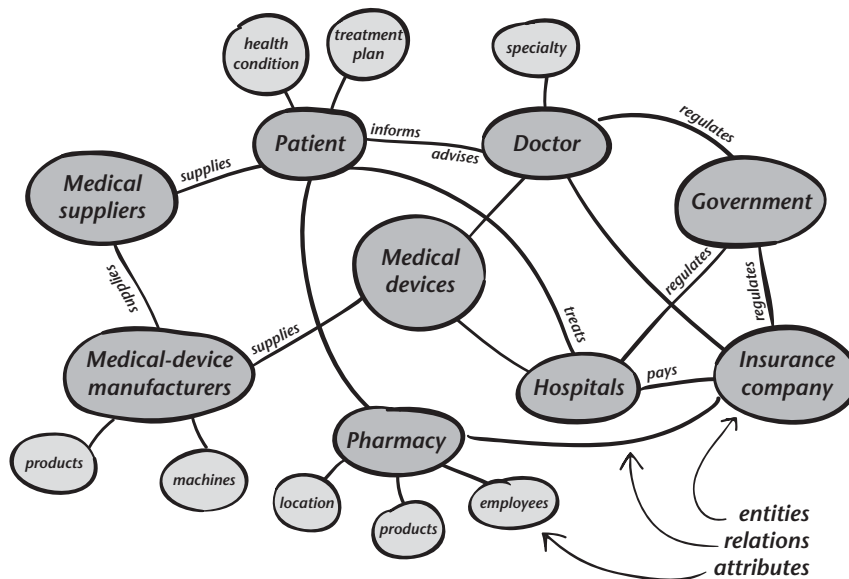 health
condition
treatment
plan
specialty
Patient
informs
advises
Doctor
regulates
supplies
Medical
suppliers
Government
Medical
devices
regulates
regulates
supplies
supplies
treats
Medical-device
manufacturers
Hospitals
pays
Insurance
company
Pharmacy
products
machines
location
products
employees
entities
relations
attributes